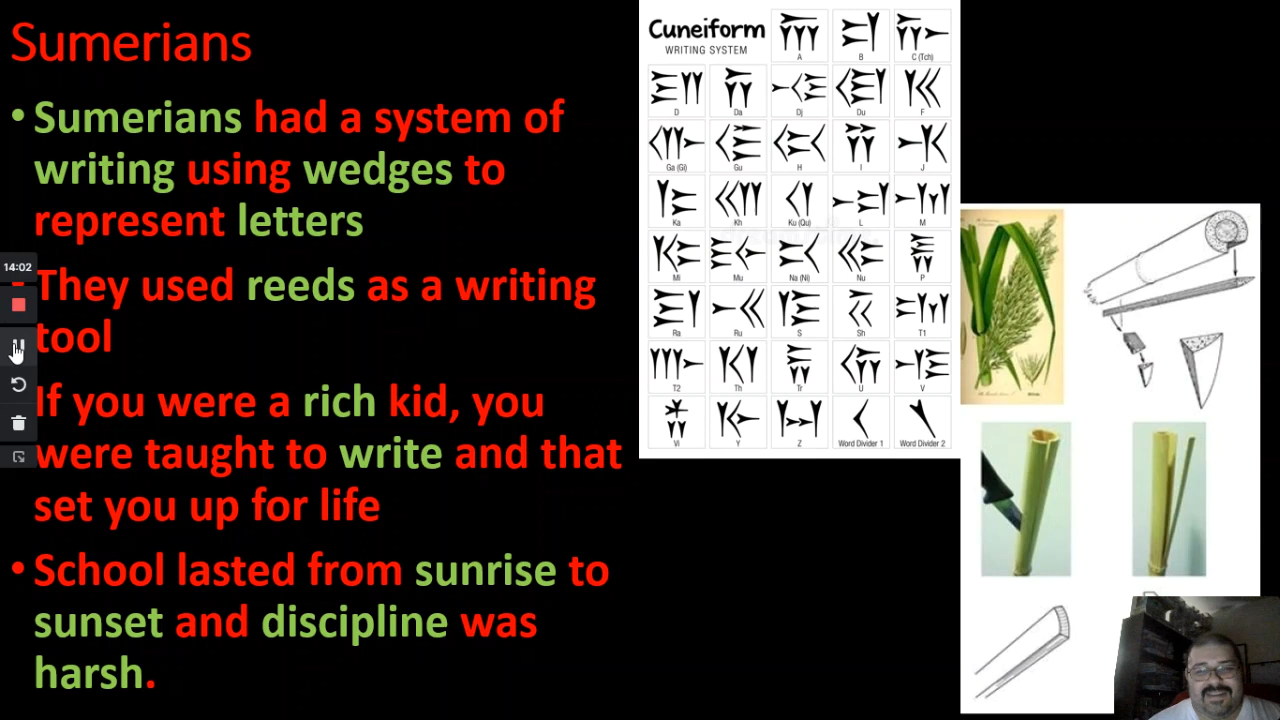 Sumerians
• Sumerians had a system of
writing using wedges to
represent letters
They used reeds as a writing
tool
If you were a rich kid, you
were taught to write and that
set you up for life
• School lasted from sunrise to
sunset and discipline was
harsh.
14:02
Cuneiform
WRITING SYSTEM
A B C (Tch)
D Da Dj Du F
Ga (Gi) Gu H I J
Ka Kh Ku (Qu) L M
Mi Mu Na (Ni) Nu P
Ra Ru S Sh T1
T2 Th Tr U V
Vi Y Z Word Divider 1 Word Divider 2